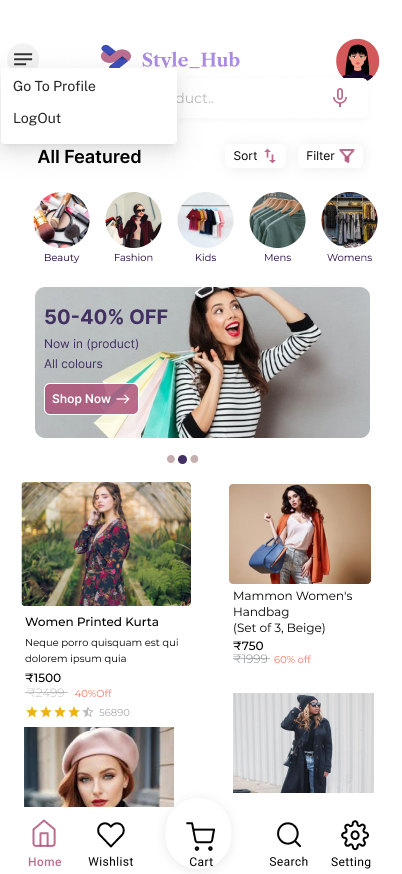 Style_Hub
Go To Profile
LogOut
All Featured
Sort
Filter
Beauty
Fashion
Kids
Mens
Womens
50-40% OFF
Now in (product)
All colours
Shop Now
Women Printed Kurta
Neque porro quisquam est qui
dolorem ipsum quia
₹1500
₹2499
40%Off
56890
Mammon Women's
Handbag
(Set of 3, Beige)
₹750
₹1999
60% off
Home
Wishlist
Cart
Search
Setting